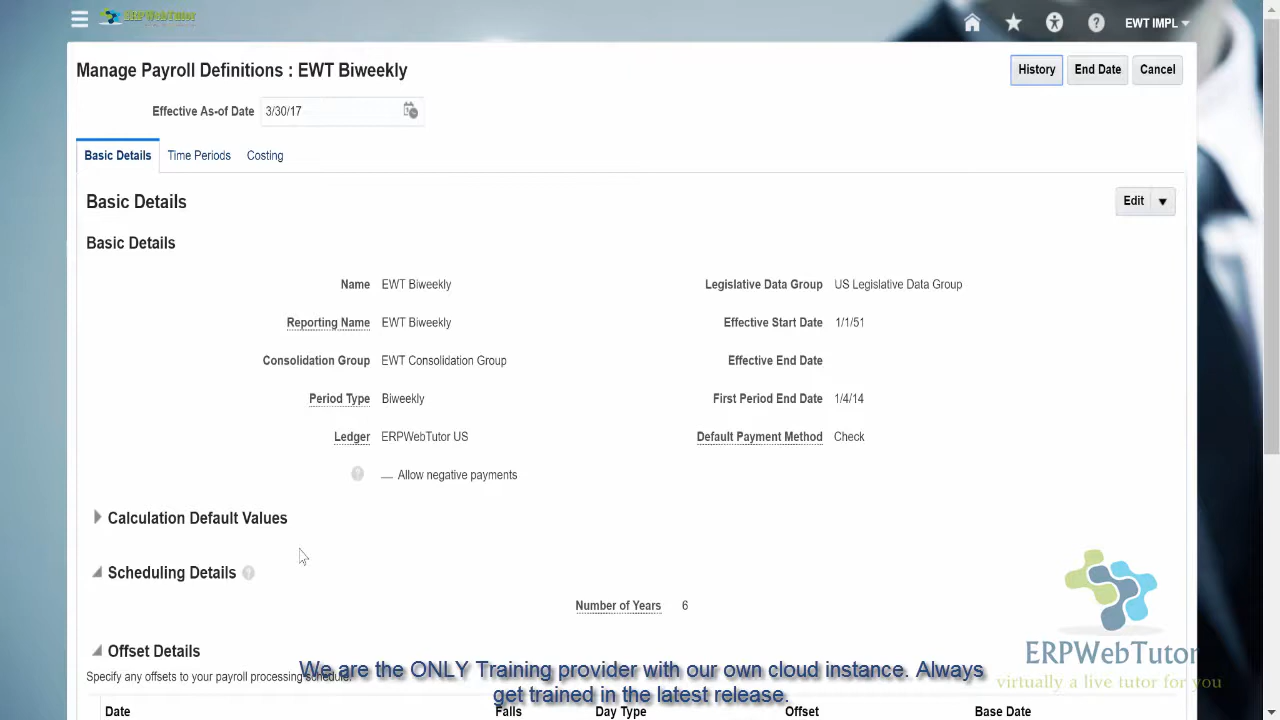 ERPWebTutor
EWT IMPL
Manage Payroll Definitions : EWT Biweekly
History
End Date
Cancel
Effective As-of Date 3/30/17
Basic Details Time Periods Costing
Basic Details
Edit
Basic Details
Name EWT Biweekly Legislative Data Group US Legislative Data Group
Reporting Name EWT Biweekly Effective Start Date 1/1/51
Consolidation Group EWT Consolidation Group Effective End Date
Period Type Biweekly First Period End Date 1/4/14
Ledger ERPWebTutor US Default Payment Method Check
Allow negative payments
Calculation Default Values
Scheduling Details
Number of Years 6
Offset Details
Specify any offsets to your payroll processing schedule.
We are the ONLY Training provider with our own cloud instance. Always
get trained in the latest release.
ERPWebTutor
virtually a live tutor for you
Date Falls Day Type Offset Base Date